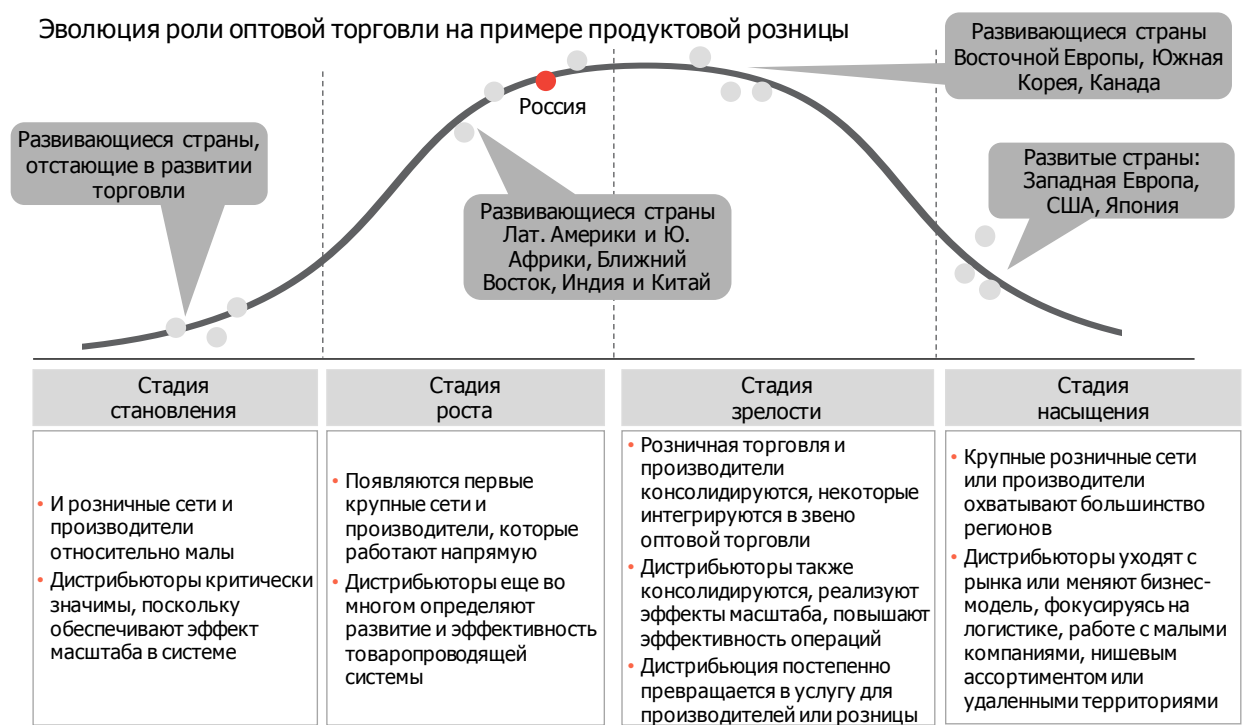 Эволюция роли оптовой торговли на примере продуктовой розницы
Развивающиеся страны
Восточной Европы, Южная
Корея, Канада
Россия
Развивающиеся страны,
отстающие в развитии
торговли
Развитые страны:
Западная Европа,
США, Япония
Развивающиеся страны
Лат. Америки и Ю.
Африки, Ближний
Восток, Индия и Китай
Стадия
становления
Стадия
роста
Стадия
зрелости
Стадия
насыщения
• И розничные сети и
производители
относительно малы
• Дистрибьюторы критически
значимы, поскольку
обеспечивают эффект
масштаба в системе
• Появляются первые
крупные сети и
производители, которые
работают напрямую
• Дистрибьюторы еще во
многом определяют
развитие и эффективность
товаропроводящей
системы
• Розничная торговля и
производители
консолидируются, некоторые
интегрируются в звено
оптовой торговли
• Дистрибьюторы также
консолидируются, реализуют
эффекты масштаба, повышают
эффективность операций
• Дистрибьюция постепенно
превращается в услугу для
производителей или розницы
• Крупные розничные сети
или производители
охватывают большинство
регионов
• Дистрибьюторы уходят с
рынка или меняют бизнес-
модель, фокусируясь на
логистике, работе с малыми
компаниями, нишевым
ассортиментом или
удаленными территориями